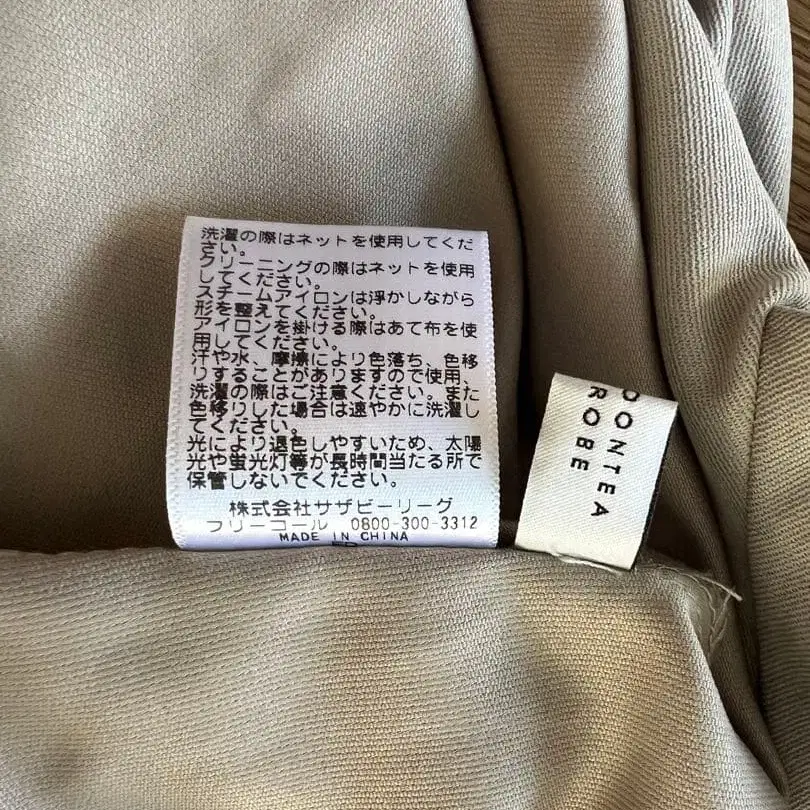 洗濯の際はネットを使用してくだ
さい。
クリーニングの際はネットを使用
してください。
スチームアイロンは浮かしながら
形を整えてください。
アイロンを掛ける際はあて布を使
用してください。
汗や水、摩擦により色落ち、色移
りすることがありますので使用、
洗濯の際はご注意ください。また
色移りした場合は速やかに洗濯し
てください。
光により退色しやすいため、太陽
光や蛍光灯等が長時間当たる所で
保管しないでください。
株式会社サザビーリーグ
フリーコール 0800-300-3312
MADE IN CHINA
OONTEA
ROBE